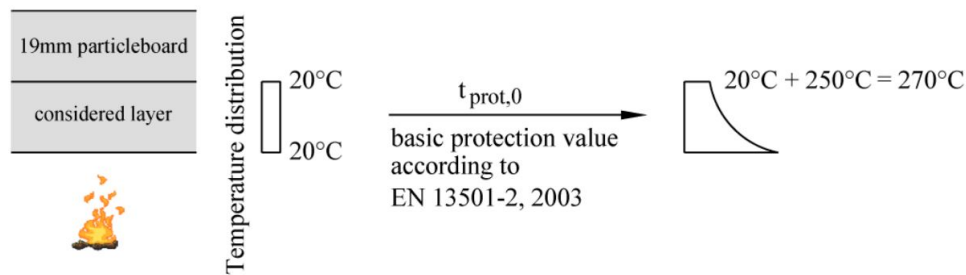 19mm particleboard
considered layer
Temperature distribution
20°C
20°C
t prot,0
basic protection value
according to
EN 13501-2, 2003
20°C + 250°C = 270°C